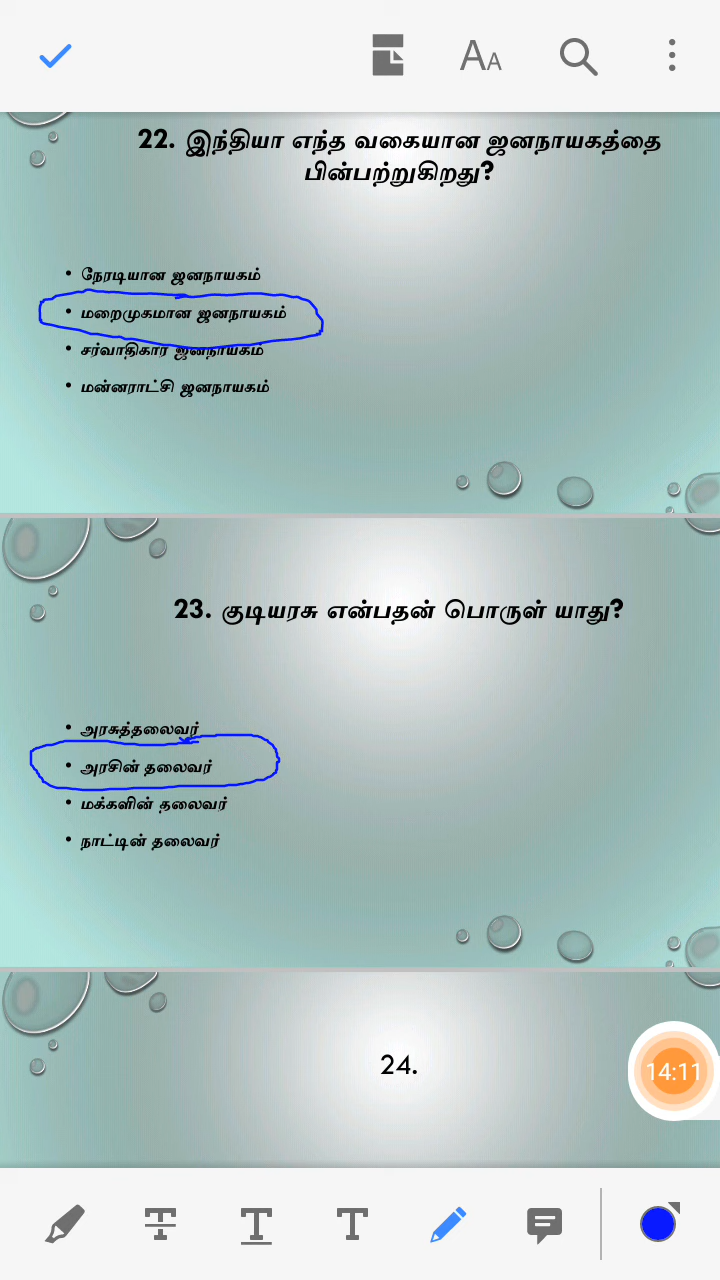 AA
22. இந்தியா எந்த வகையான ஜனநாயகத்தை
பின்பற்றுகிறது?
• நேரடியான ஜனநாயகம்
• மறைமுகமான ஜனநாயகம்
• சர்வாதிகார ஜனநாயகம்
• மன்னராட்சி ஜனநாயகம்
23. குடியரசு என்பதன் பொருள் யாது?
• அரசுத்தலைவர்
• அரசின் தலைவர்
• மக்களின் தலைவர்
• நாட்டின் தலைவர்
24.
14:11
T T T